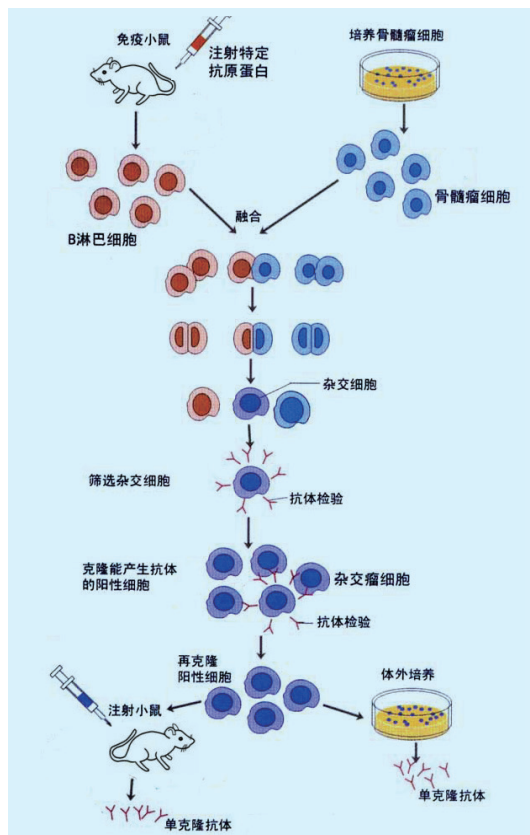 免疫小鼠
注射特定
抗原蛋白
培养骨髓瘤细胞
B淋巴细胞
骨髓瘤细胞
融合
杂交细胞
筛选杂交细胞
抗体检验
克隆能产生抗体
的阳性细胞
杂交瘤细胞
抗体检验
再克隆
阳性细胞
体外培养
注射小鼠
单克隆抗体
单克隆抗体